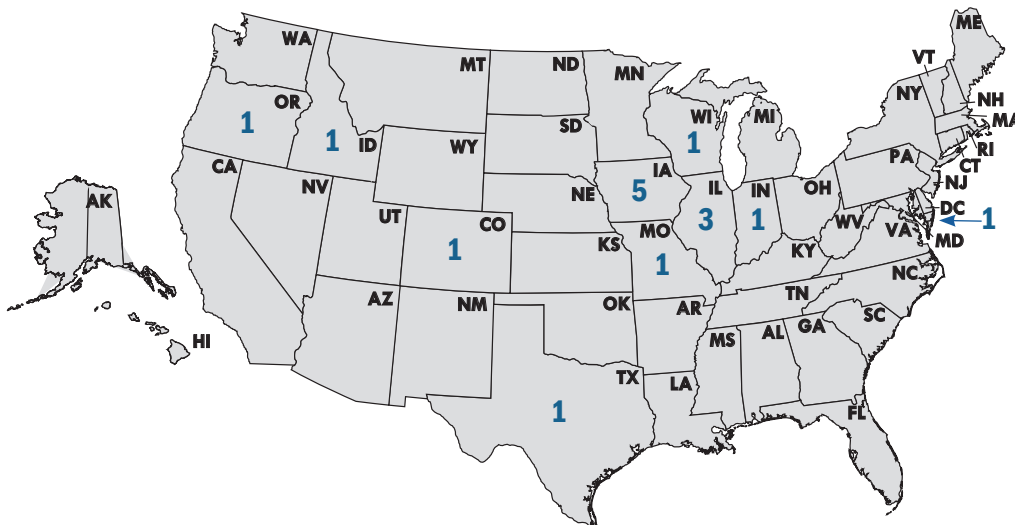 ME
WA
VT
MT
ND
MN
NY
NH
OR
WI
MI
MA
1
1
1
SD
ID
WY
RI
PA
CT
CA
IA
NV
NE
5
IL
IN
OH
NJ
AK
UT
CO
3
1
DC
1
WV
VA
MO
KS
KY
MD
1
1
NC
AZ
NM
OK
AR
TN
SC
HI
MS
AL
GA
TX
LA
1
FL